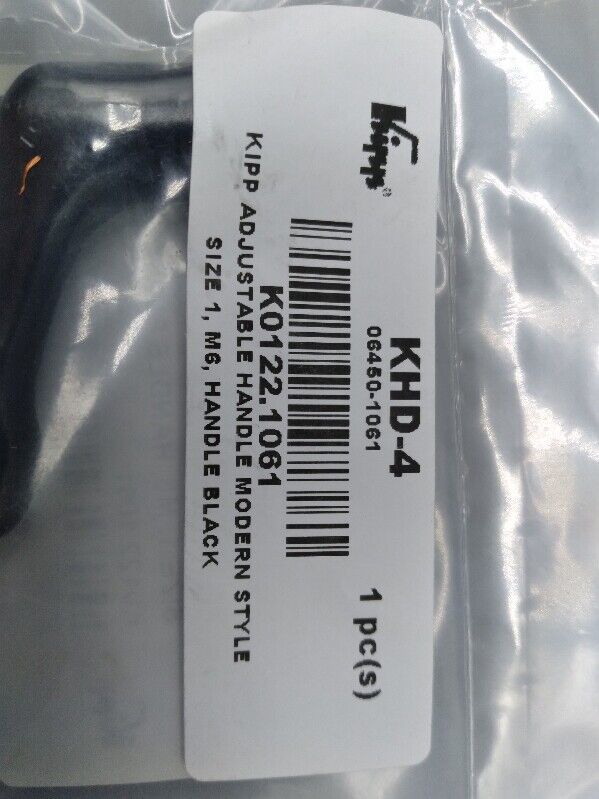 Kipp®
KHD-4
06450-1061
1 pc(s)
K0122.1061
KIPP ADJUSTABLE HANDLE MODERN STYLE
SIZE 1, M6, HANDLE BLACK